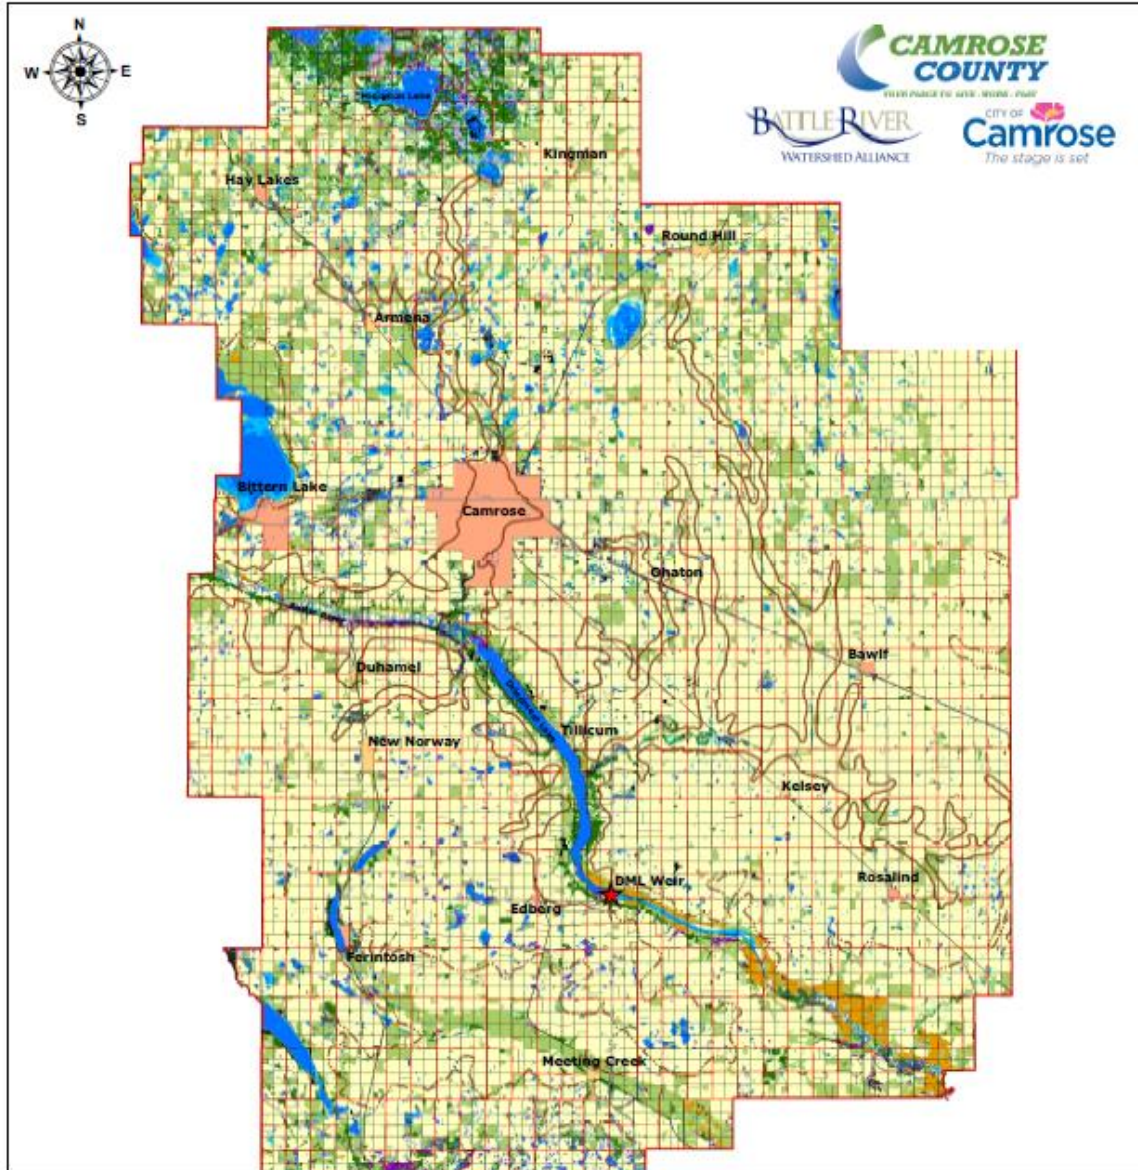 N
W
E
S
CAMROSE
COUNTY
BATTLE RIVER
WATERSHED ALLIANCE
CITY OF
Camrose
The stage is set
Kingman
Hay Lakes
Round Hill
Armena
Bittern Lake
Camrose
Ohaton
Bawlf
Duhamel
Tillicum
New Norway
Kelsey
Rosalind
DML Weir
Edberg
Ferintosh
Meeting Creek